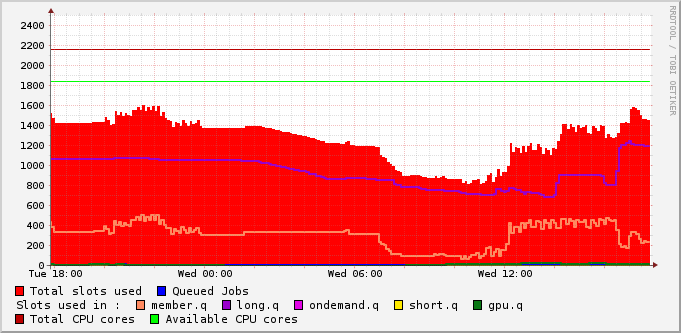 RRDTOOL / TOBI OETIKER
2400
2200
2000
1800
1600
1400
1200
1000
800
600
400
200
0
Tue 18:00 Wed 00:00 Wed 06:00 Wed 12:00
Total slots used Queued Jobs
Slots used in : member.q long.q ondemand.q short.q gpu.q
Total CPU cores Available CPU cores